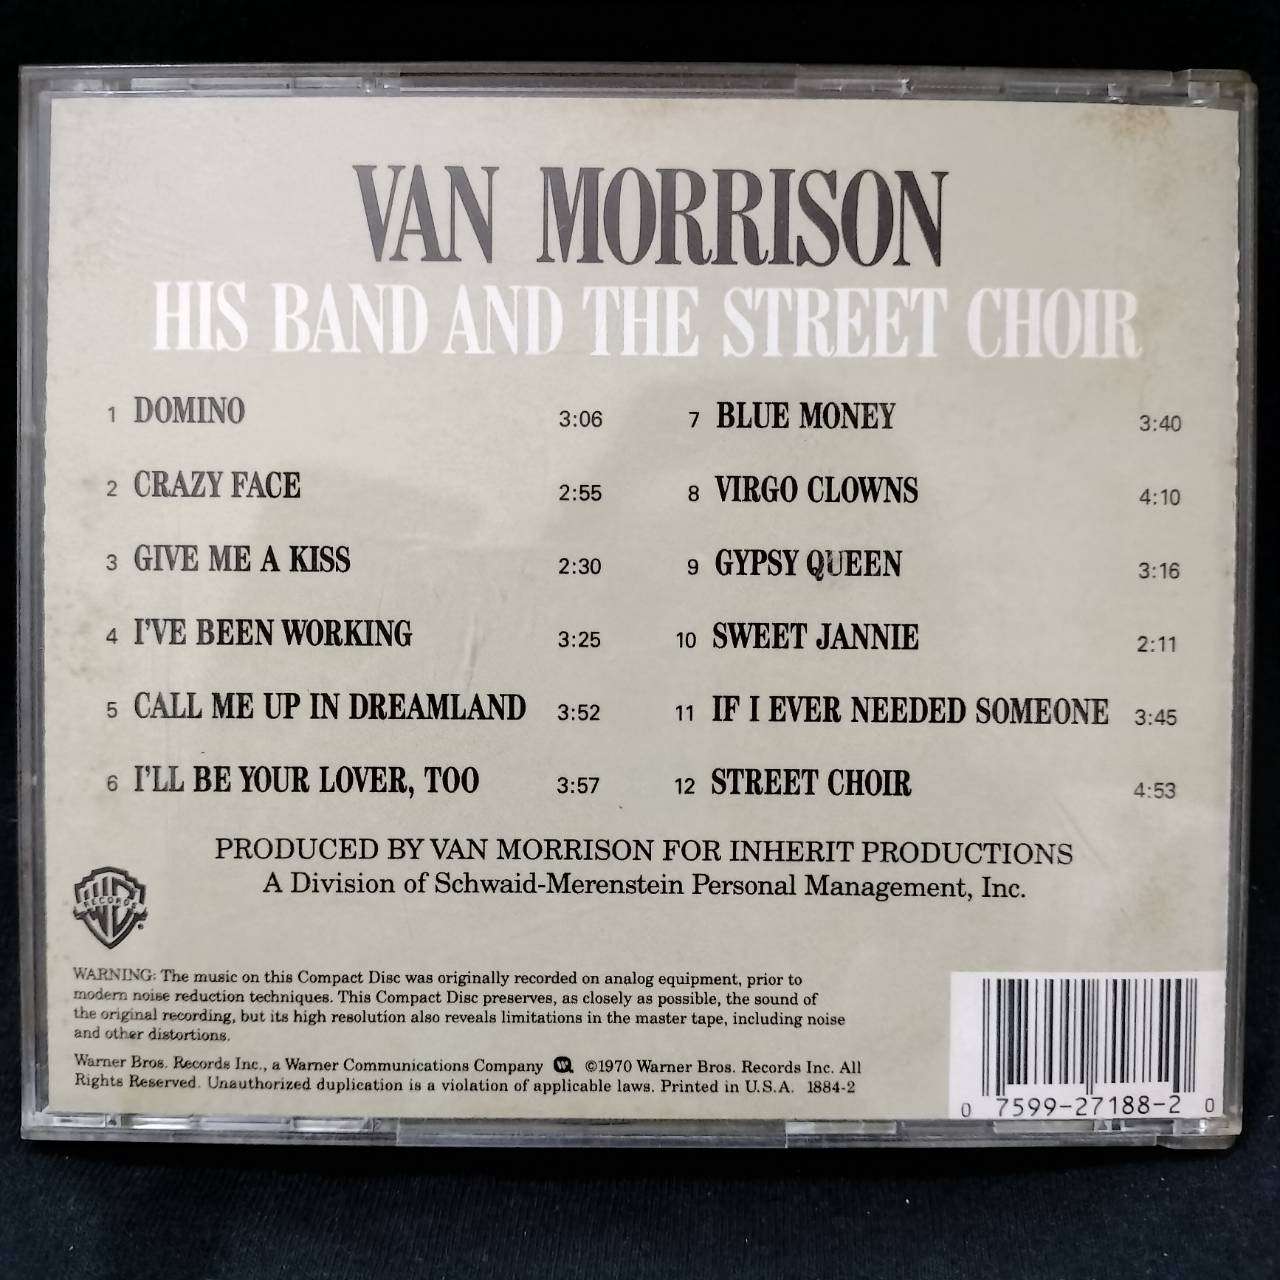 VAN MORRISON
HIS BAND AND THE STREET CHOIR
1 DOMINO 3:06
2 CRAZY FACE 2:55
3 GIVE ME A KISS 2:30
4 I'VE BEEN WORKING 3:25
5 CALL ME UP IN DREAMLAND 3:52
6 I'LL BE YOUR LOVER, TOO 3:57
7 BLUE MONEY 3:40
8 VIRGO CLOWNS 4:10
9 GYPSY QUEEN 3:16
10 SWEET JANNIE 2:11
11 IF I EVER NEEDED SOMEONE 3:45
12 STREET CHOIR 4:53
PRODUCED BY VAN MORRISON FOR INHERIT PRODUCTIONS
A Division of Schwaid-Merenstein Personal Management, Inc.
RECORDS
WARNING: The music on this Compact Disc was originally recorded on analog equipment, prior to
modern noise reduction techniques. This Compact Disc preserves, as closely as possible, the sound of
the original recording, but its high resolution also reveals limitations in the master tape, including noise
and other distortions.
Warner Bros. Records Inc., a Warner Communications Company ©1970 Warner Bros. Records Inc. All
Rights Reserved. Unauthorized duplication is a violation of applicable laws. Printed in U.S.A. 1884-2
0 7599-27188-2 0